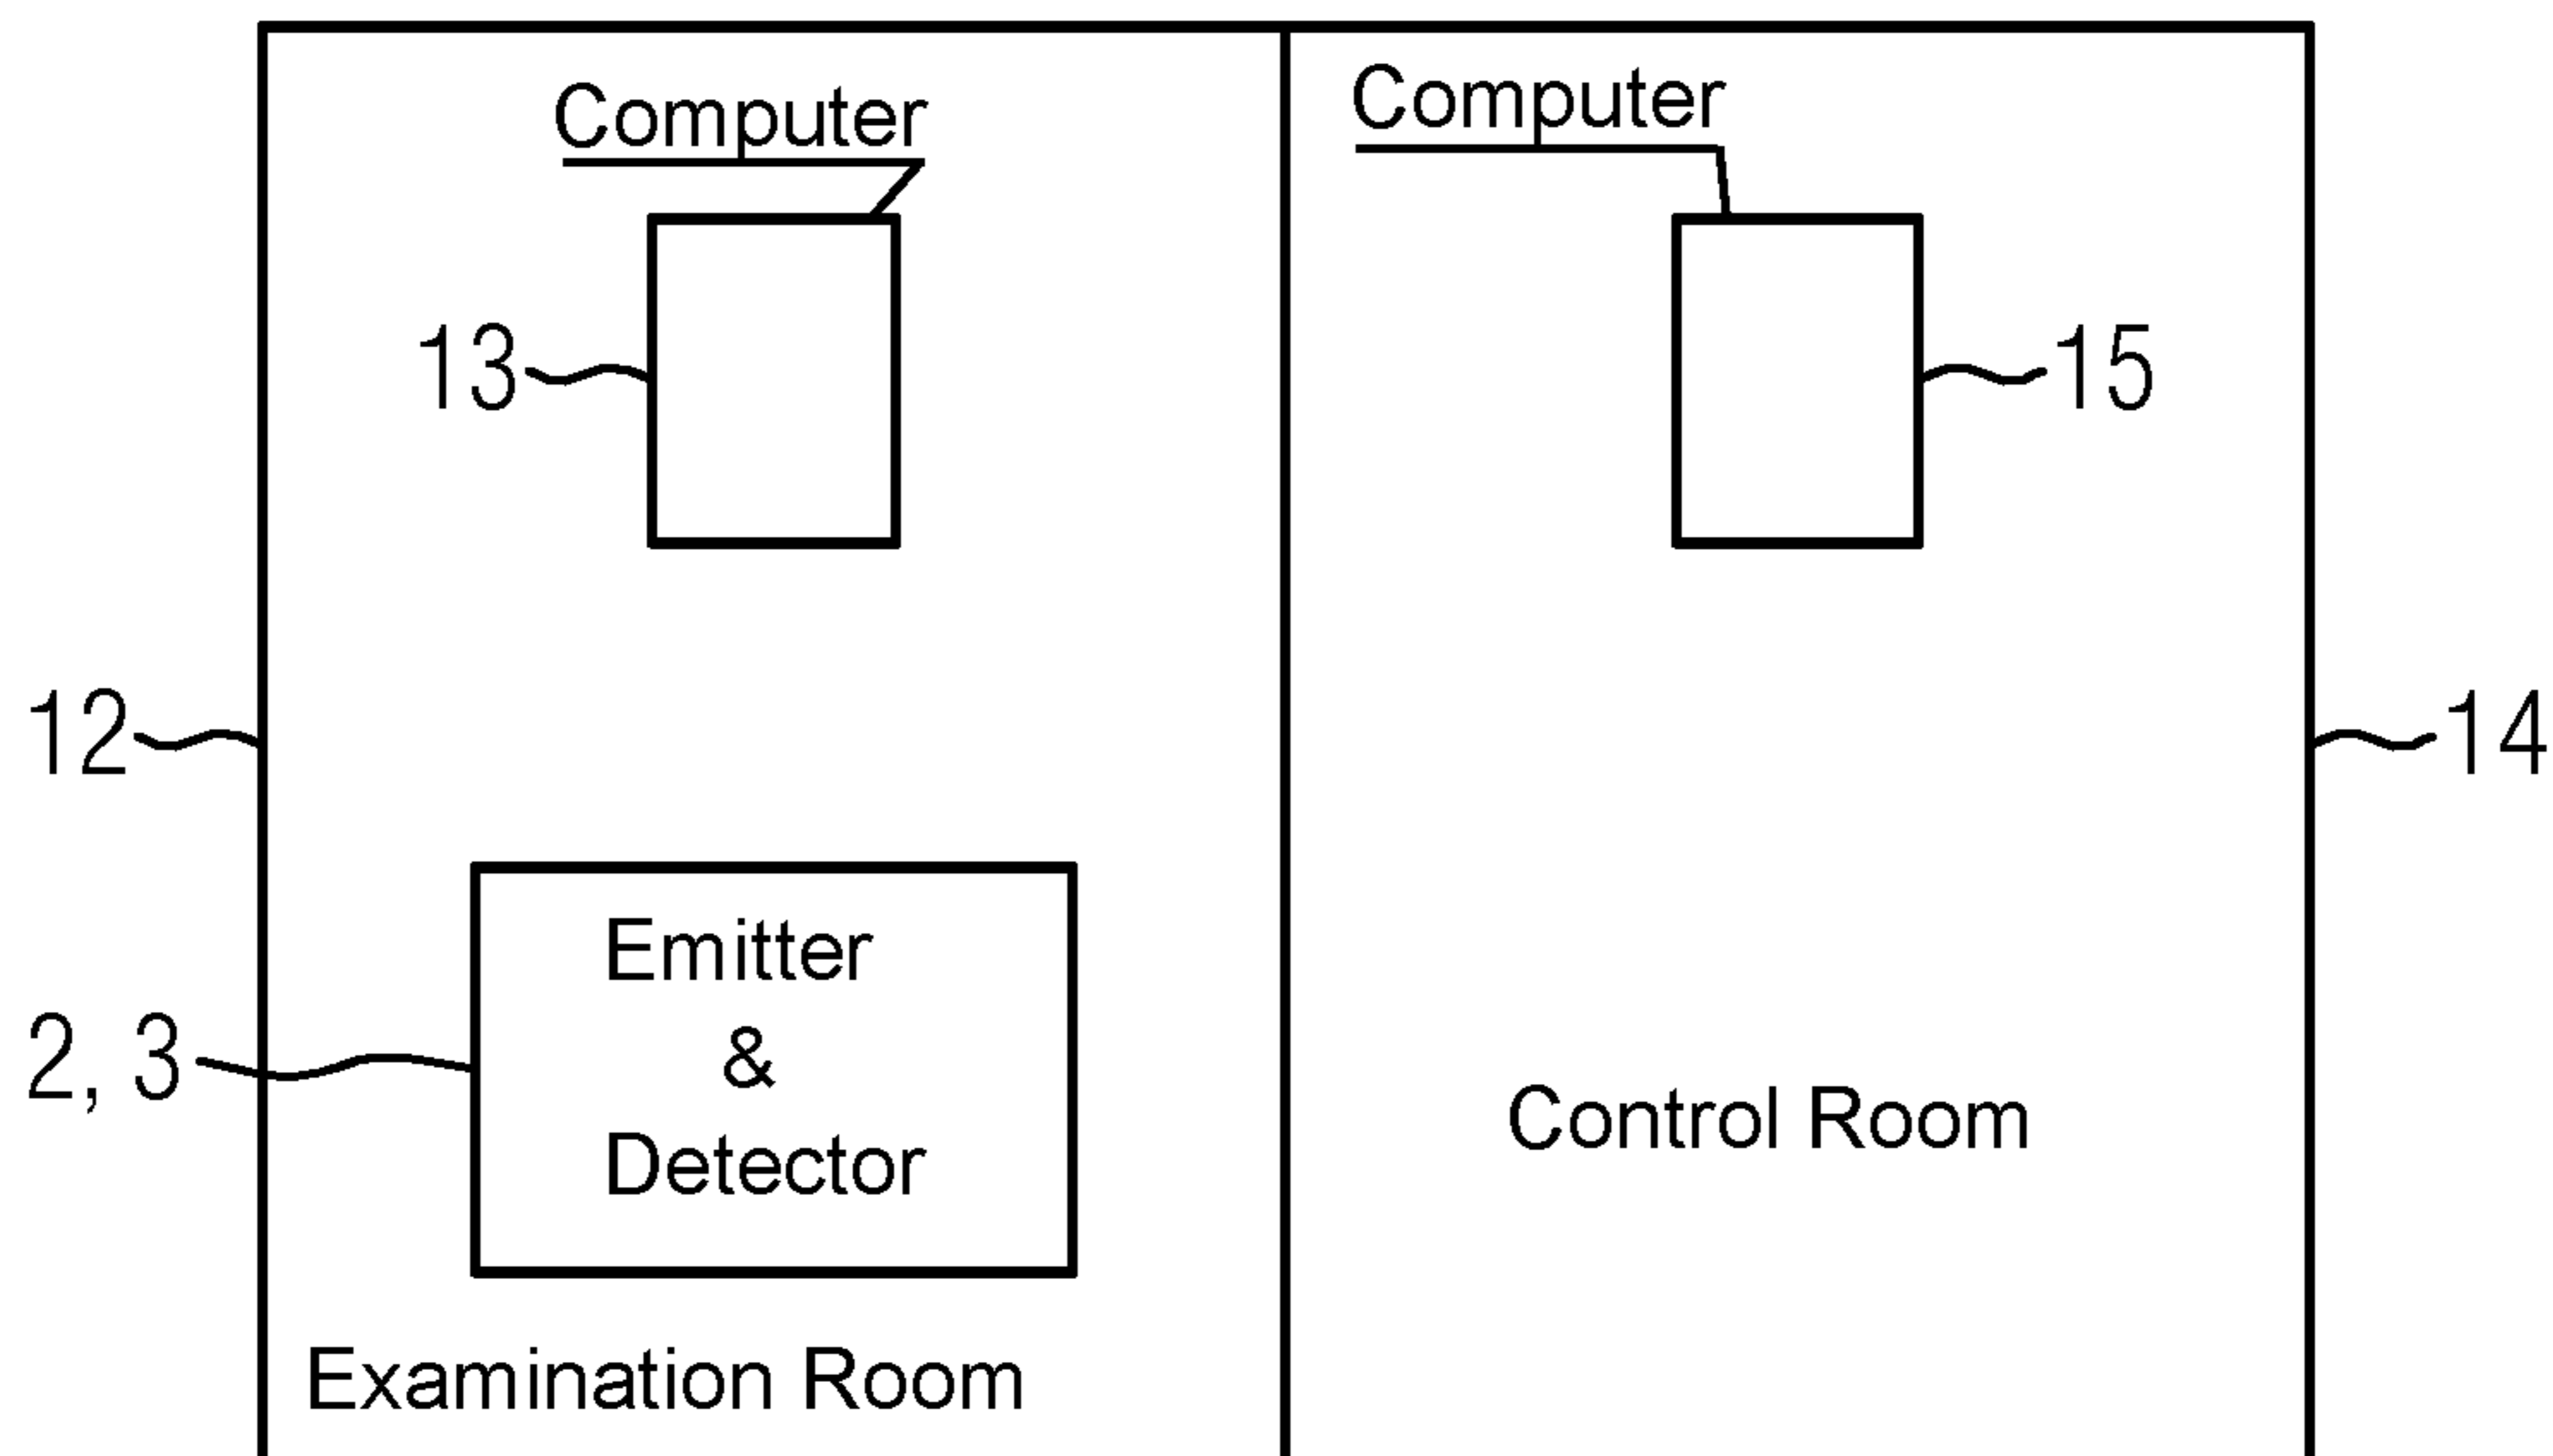 Computer
Computer
13
15
12
14
Emitter
&
Detector
2, 3
Control Room
Examination Room